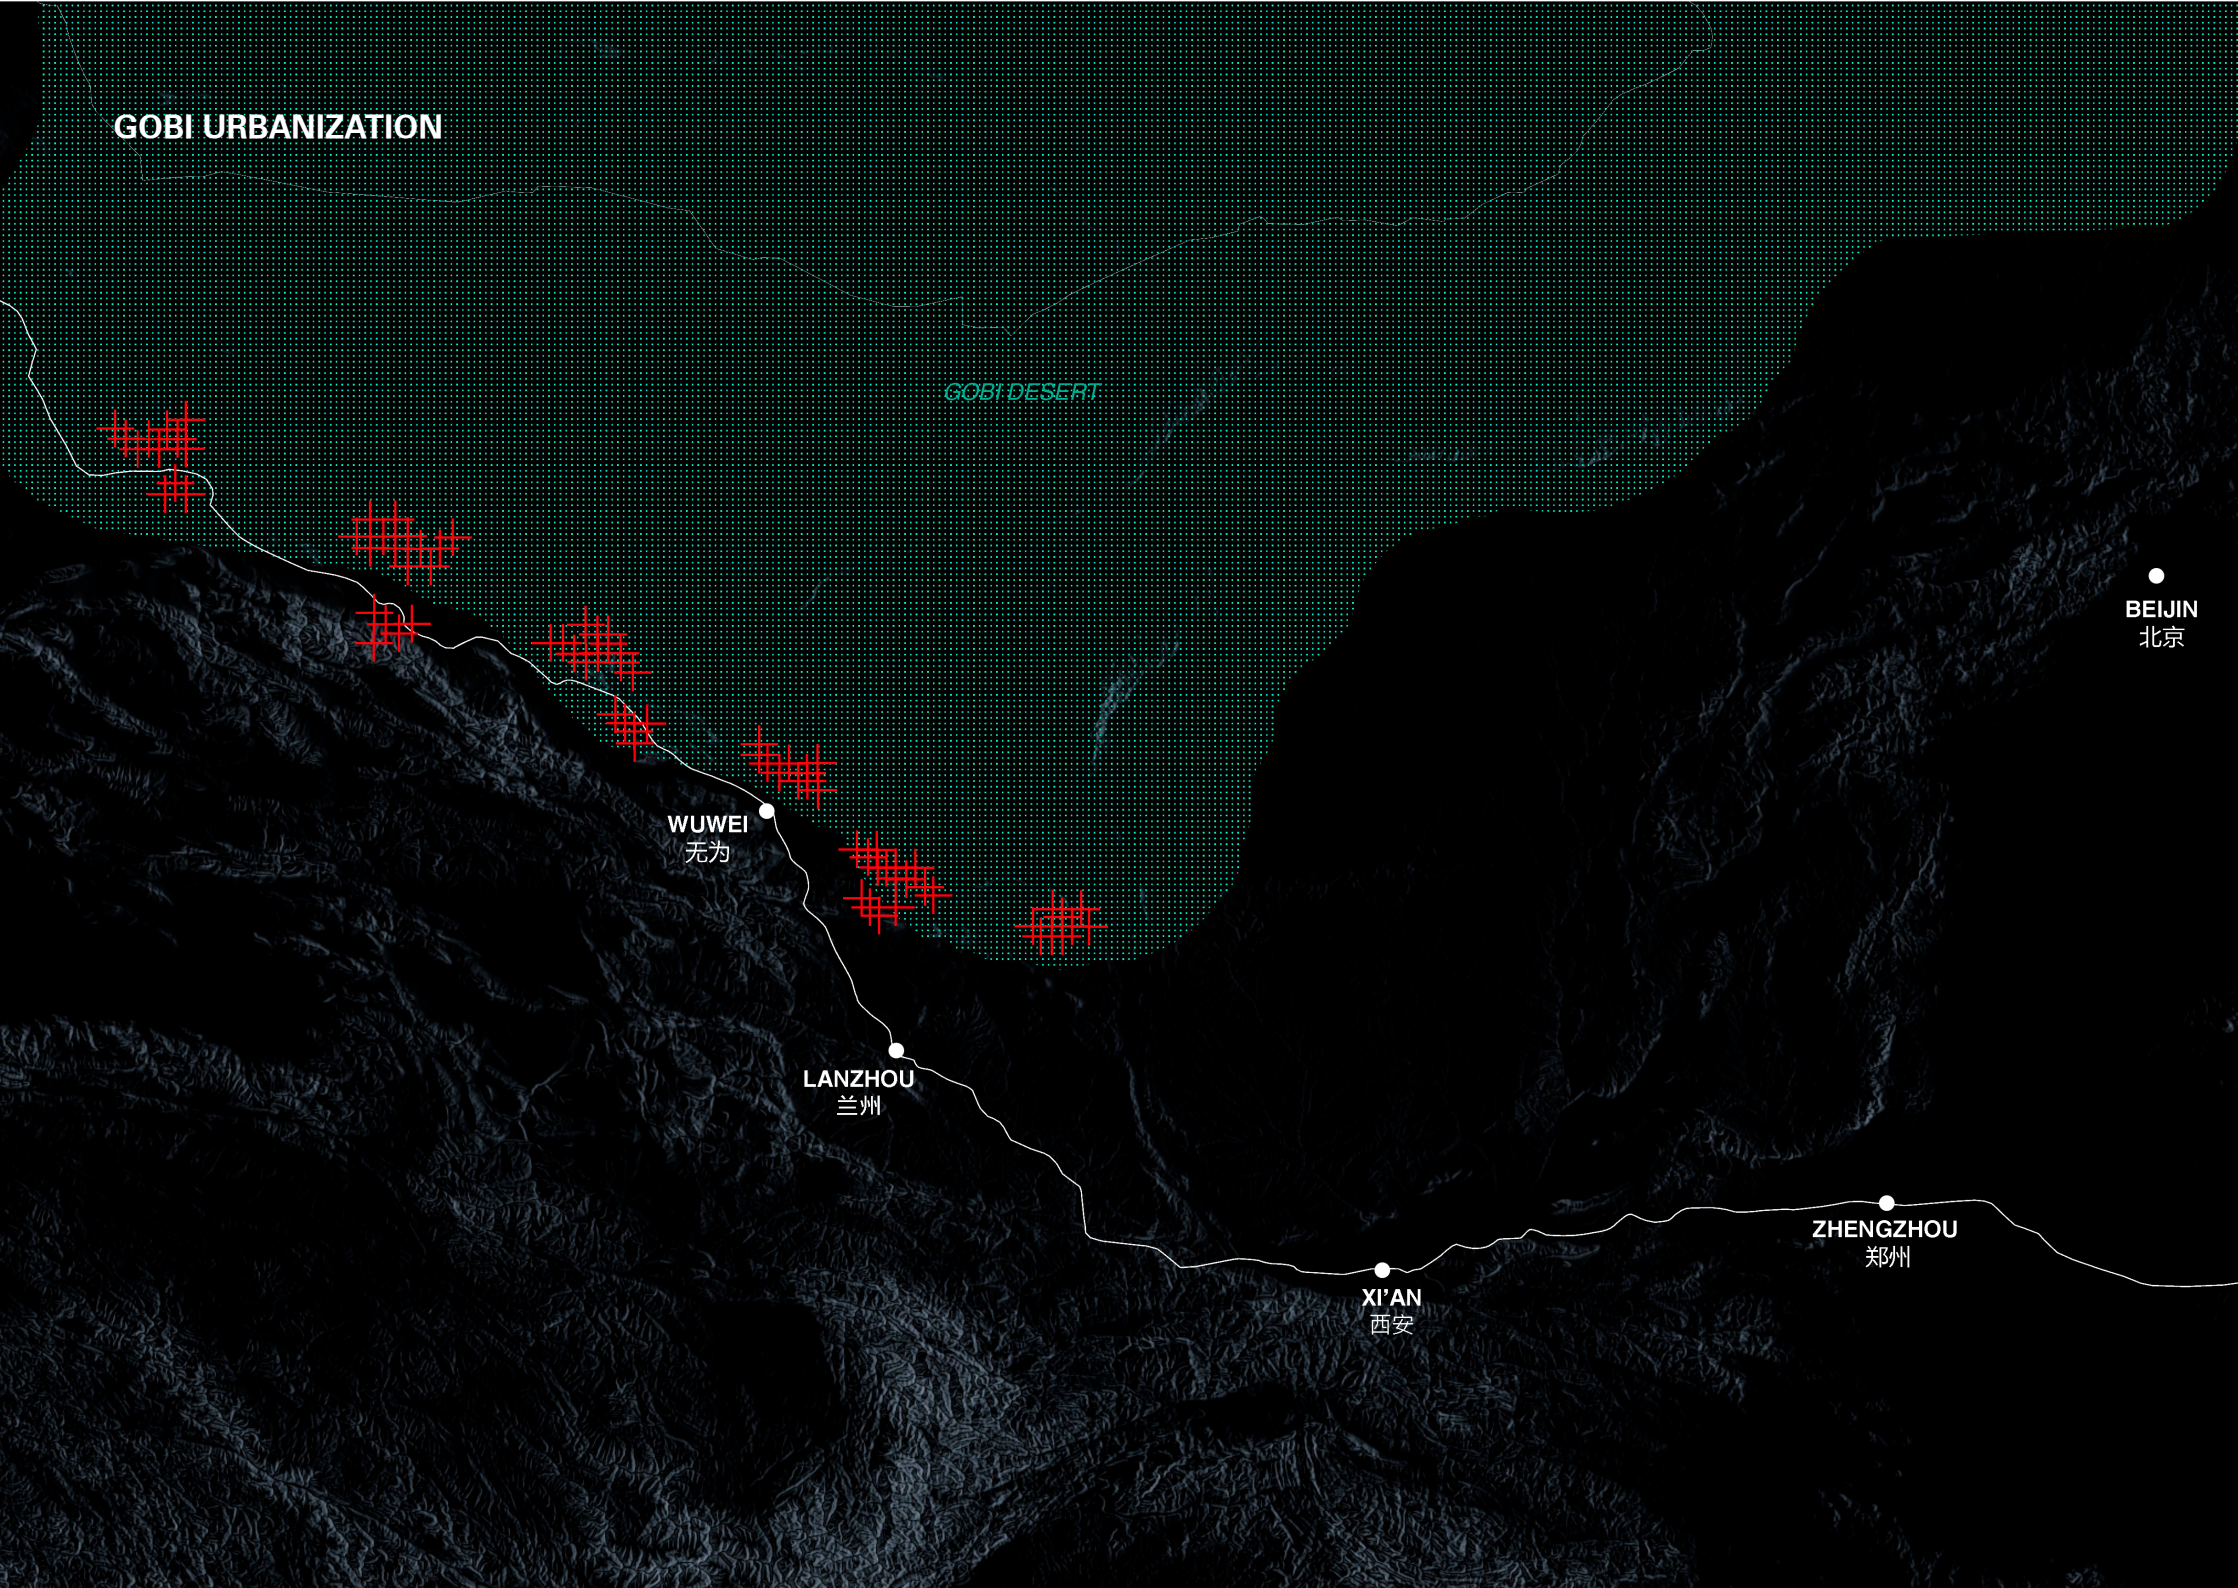 GOBI URBANIZATION
GOBI DESERT
BEIJIN
北京
WUWEI
无为
LANZHOU
兰州
ZHENGZHOU
郑州
XI'AN
西安